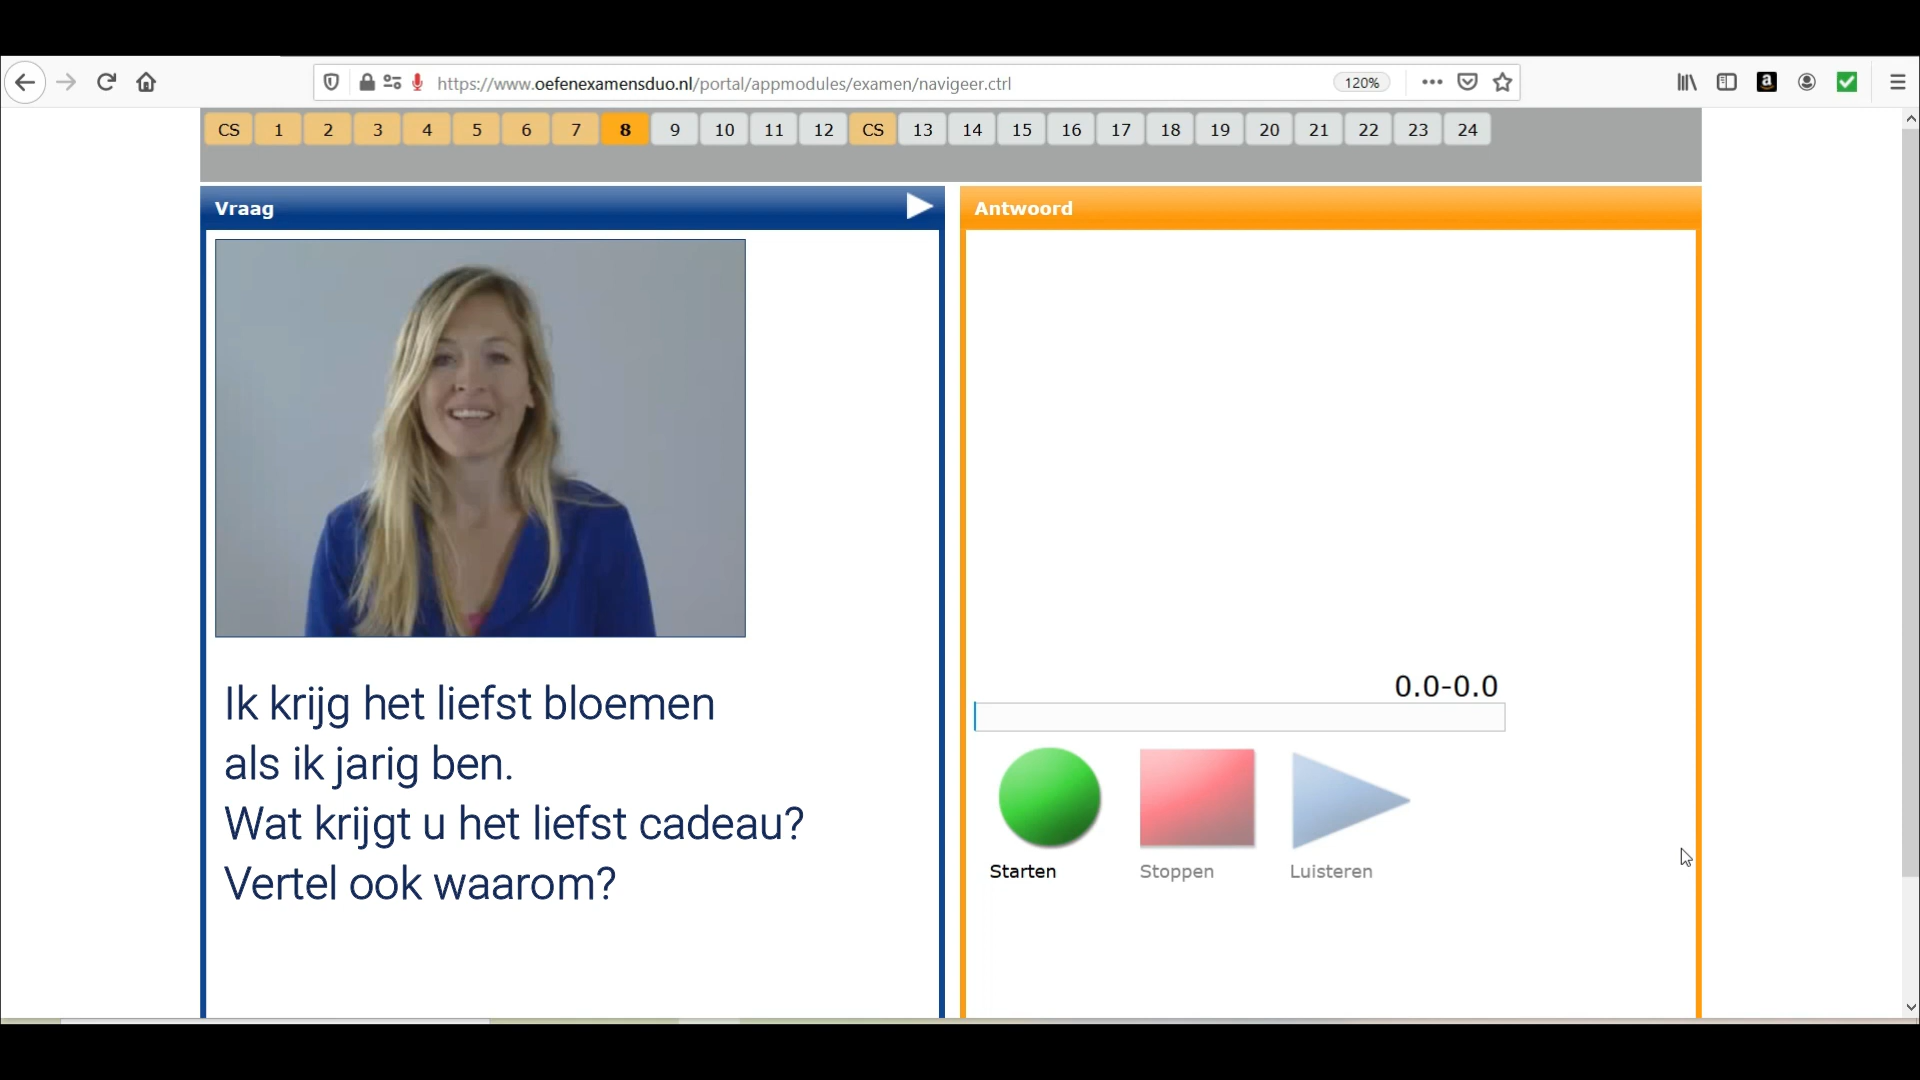 https://www.oefenexamensduo.nl/portal/appmodules/examen/navigeer.ctrl
120%
CS 1 2 3 4 5 6 7 8 9 10 11 12 CS 13 14 15 16 17 18 19 20 21 22 23 24
Vraag
Ik krijg het liefst bloemen
als ik jarig ben.
Wat krijgt u het liefst cadeau?
Vertel ook waarom?
Antwoord
0.0-0.0
Starten Stoppen Luisteren